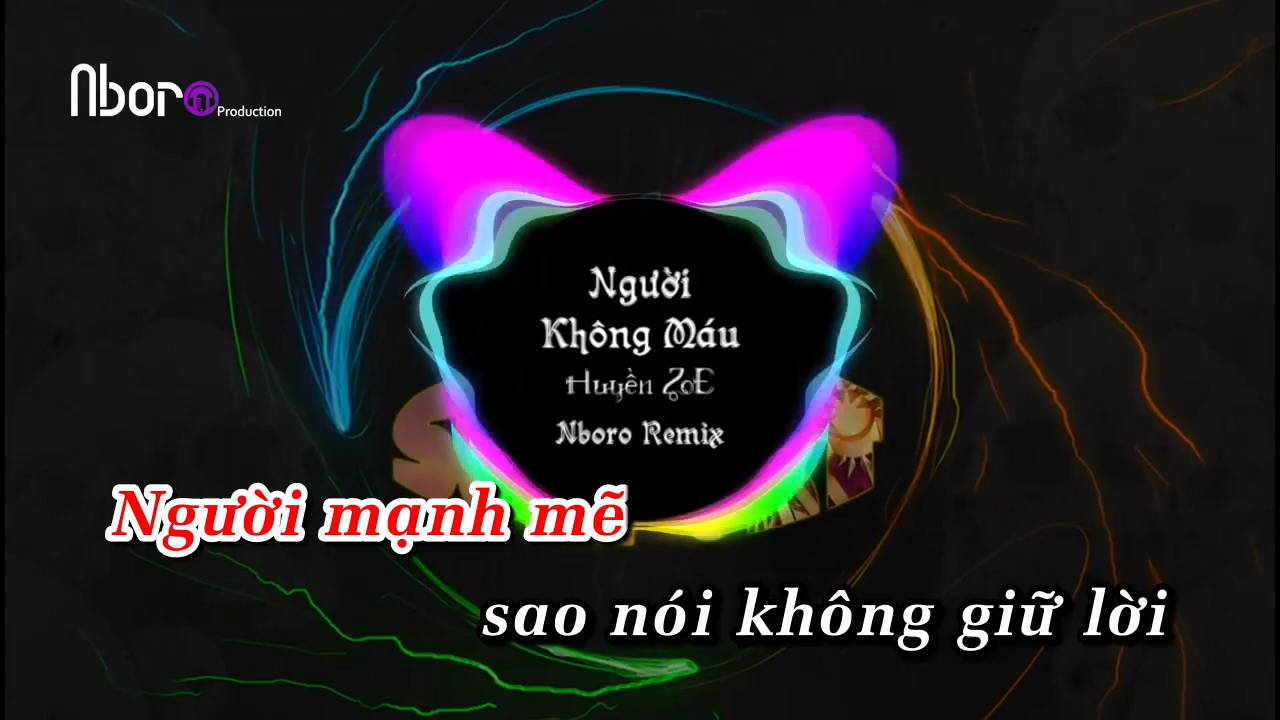 Nboro
Production
Người
Không Máu
Huyền ZoE
Nboro Remix
Người mạnh mẽ
sao nói không giữ lời